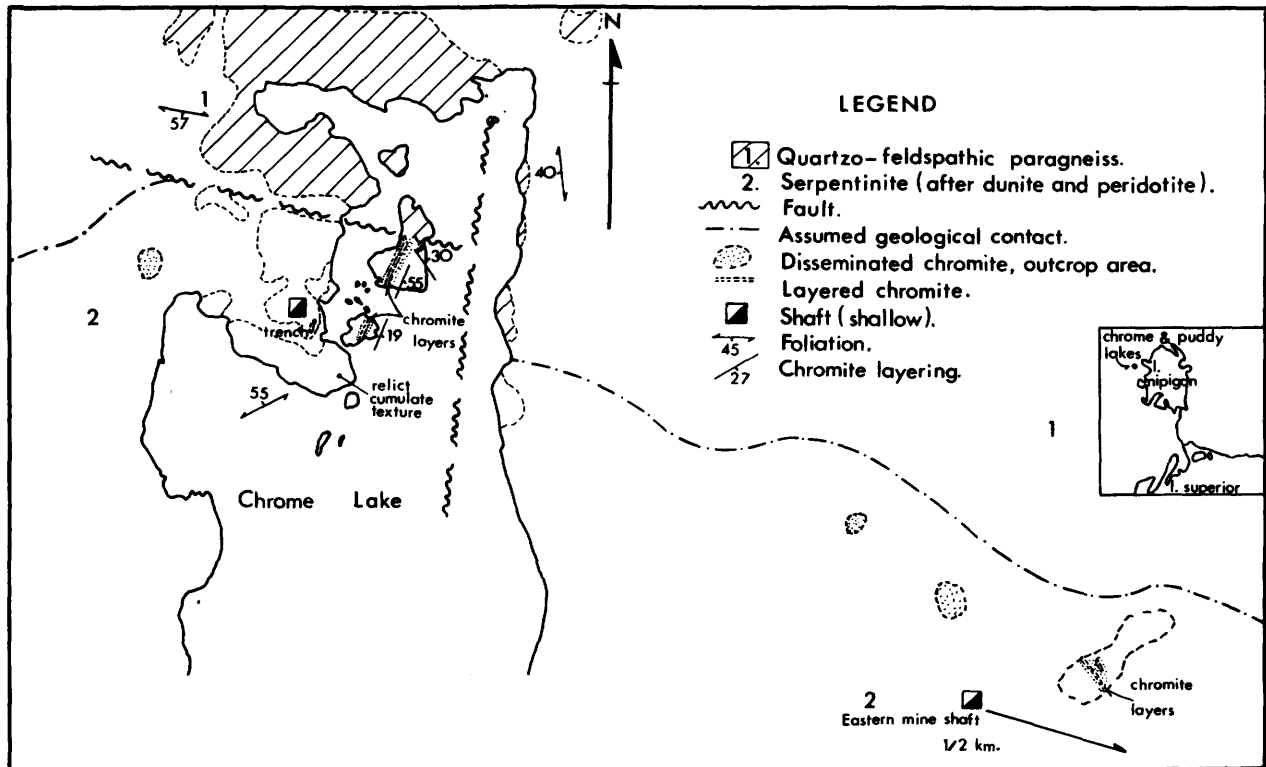 N
LEGEND
1. Quartzo-feldspathic paragneiss.
2. Serpentinite (after dunite and peridotite).
Fault.
Assumed geological contact.
Disseminated chromite, outcrop area.
Layered chromite.
Shaft (shallow).
45 Foliation.
27 Chromite layering.
1
57
40
30
55
2
trench
19
chromite
layers
relict
cumulate
texture
55
Chrome Lake
1
chrome & puddy
lakes
l.
nipigon
l. superior
chromite
layers
2
Eastern mine shaft
1/2 km.